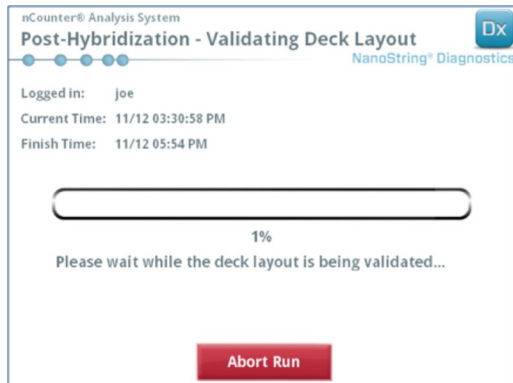 nCounter® Analysis System
Post-Hybridization - Validating Deck Layout
Dx
NanoString® Diagnostics
Logged in: joe
Current Time: 11/12 03:30:58 PM
Finish Time: 11/12 05:54 PM
1%
Please wait while the deck layout is being validated...
Abort Run